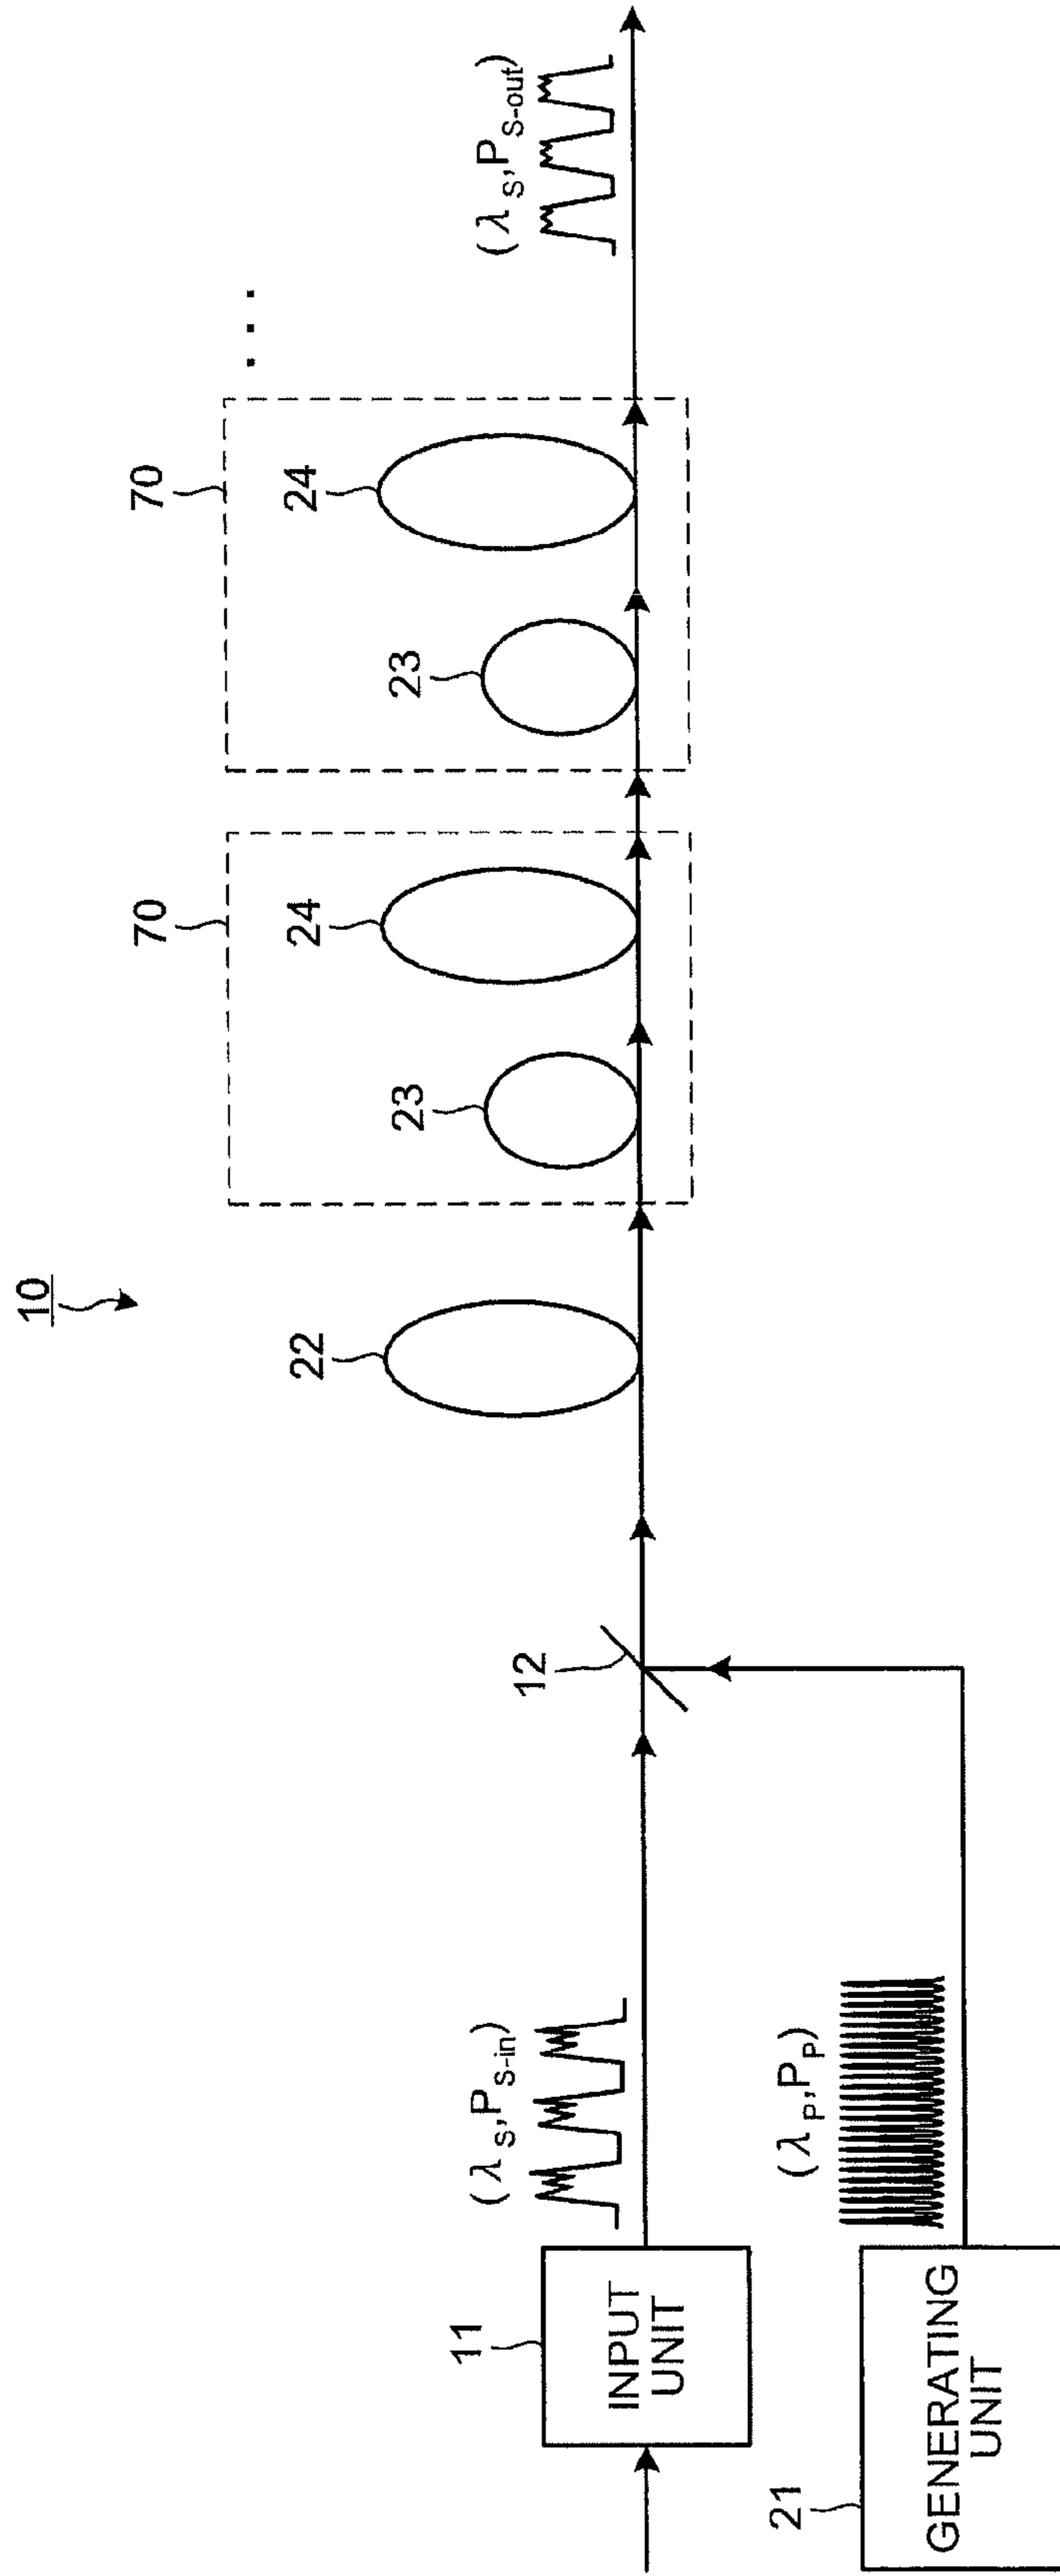 10
11
INPUT
UNIT
(λS,PS-in)
12
22
70
23
24
70
23
24
...
(λS,PS-out)
21
GENERATING
UNIT
(λP,PP)